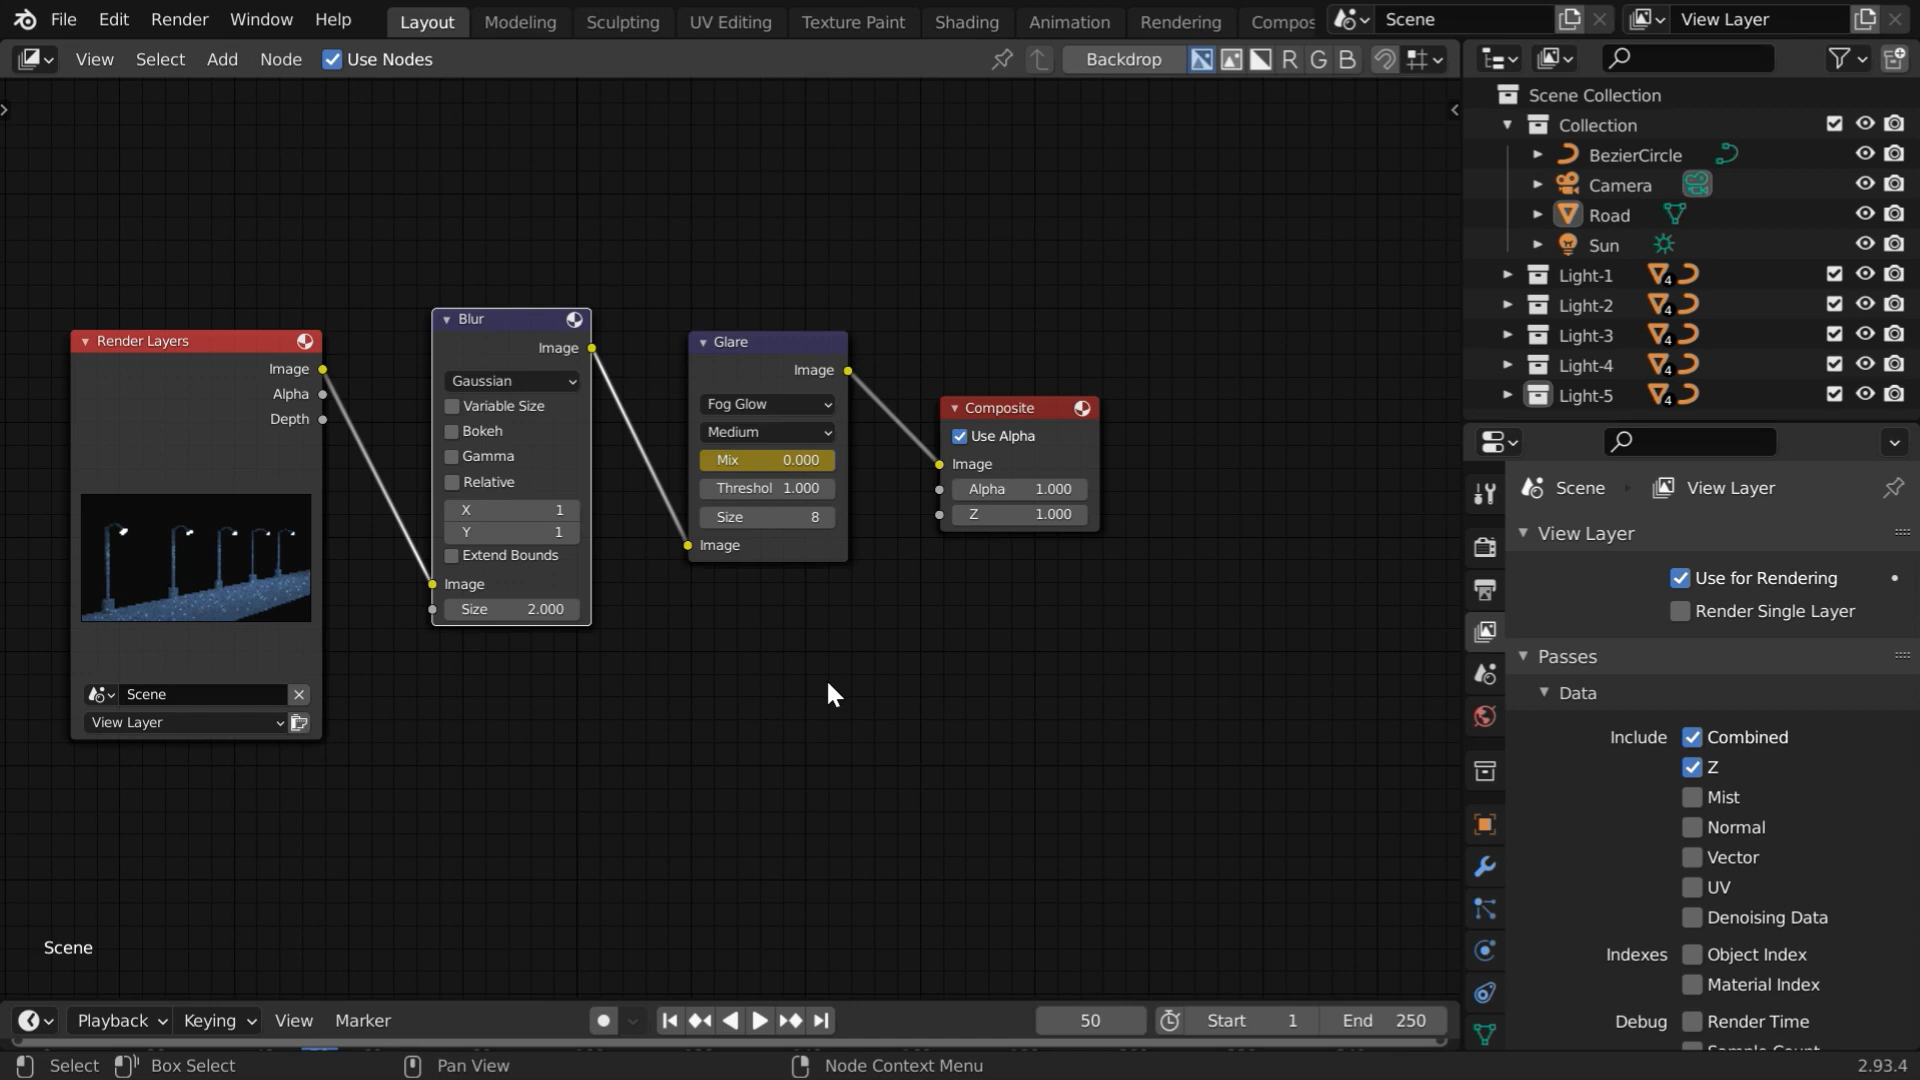 File Edit Render Window Help Layout Modeling Sculpting UV Editing Texture Paint Shading Animation Rendering Compos Scene View Layer
View Select Add Node Use Nodes Backdrop R G B
Scene Collection
Collection
BezierCircle
Camera
Road
Sun
Light-1 4
Light-2 4
Light-3 4
Light-4 4
Light-5 4
Render Layers
Image
Alpha
Depth
Scene
View Layer
Blur
Image
Gaussian
Variable Size
Bokeh
Gamma
Relative
X 1
Y 1
Extend Bounds
Image
Size 2.000
Glare
Image
Fog Glow
Medium
Mix 0.000
Threshol 1.000
Size 8
Image
Composite
Use Alpha
Image
Alpha 1.000
Z 1.000
Scene
Scene View Layer
View Layer
Use for Rendering
Render Single Layer
Passes
Data
Include Combined
Z
Mist
Normal
Vector
UV
Denoising Data
Indexes Object Index
Material Index
Debug Render Time
Playback Keying View Marker 50 Start 1 End 250
Select Box Select Pan View Node Context Menu 2.93.4